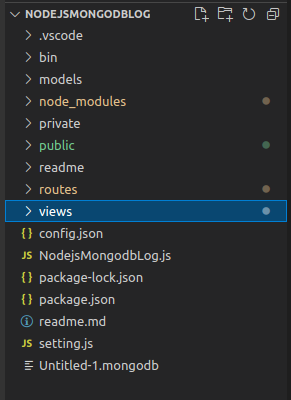 NODEJSMONGODBLOG
.vscode
bin
models
node_modules
private
public
readme
routes
views
{ } config.json
JS NodejsMongodbLog.js
{ } package-lock.json
{ } package.json
readme.md
JS setting.js
Untitled-1.mongodb